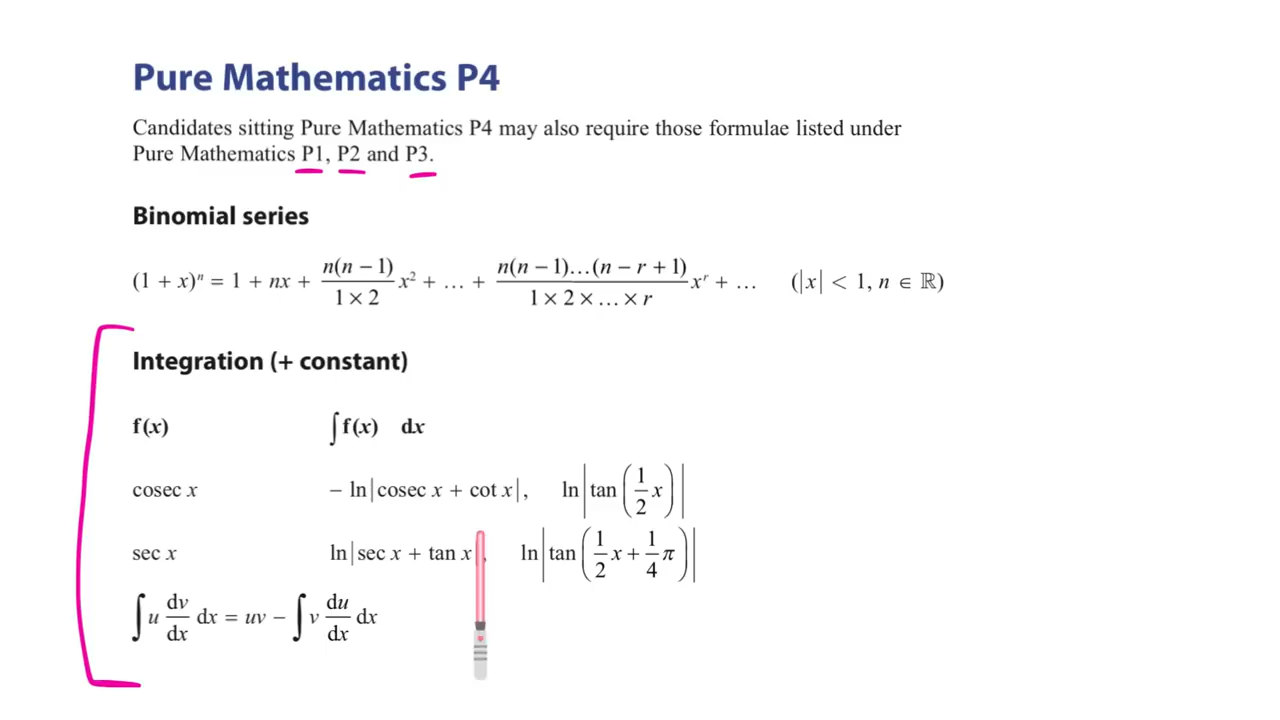 Pure Mathematics P4
Candidates sitting Pure Mathematics P4 may also require those formulae listed under
Pure Mathematics P1, P2 and P3.
Binomial series
(1 + x)ⁿ = 1 + nx + n(n − 1)/(1 × 2) x² + … + n(n − 1)…(n − r + 1)/(1 × 2 × … × r) xʳ + … (|x| < 1, n ∈ ℝ)
Integration (+ constant)
f(x) ∫f(x) dx
cosec x − ln|cosec x + cot x|, ln|tan(1/2 x)|
sec x ln|sec x + tan x|, ln|tan(1/2 x + 1/4 π)|
∫u dv/dx dx = uv − ∫v du/dx dx